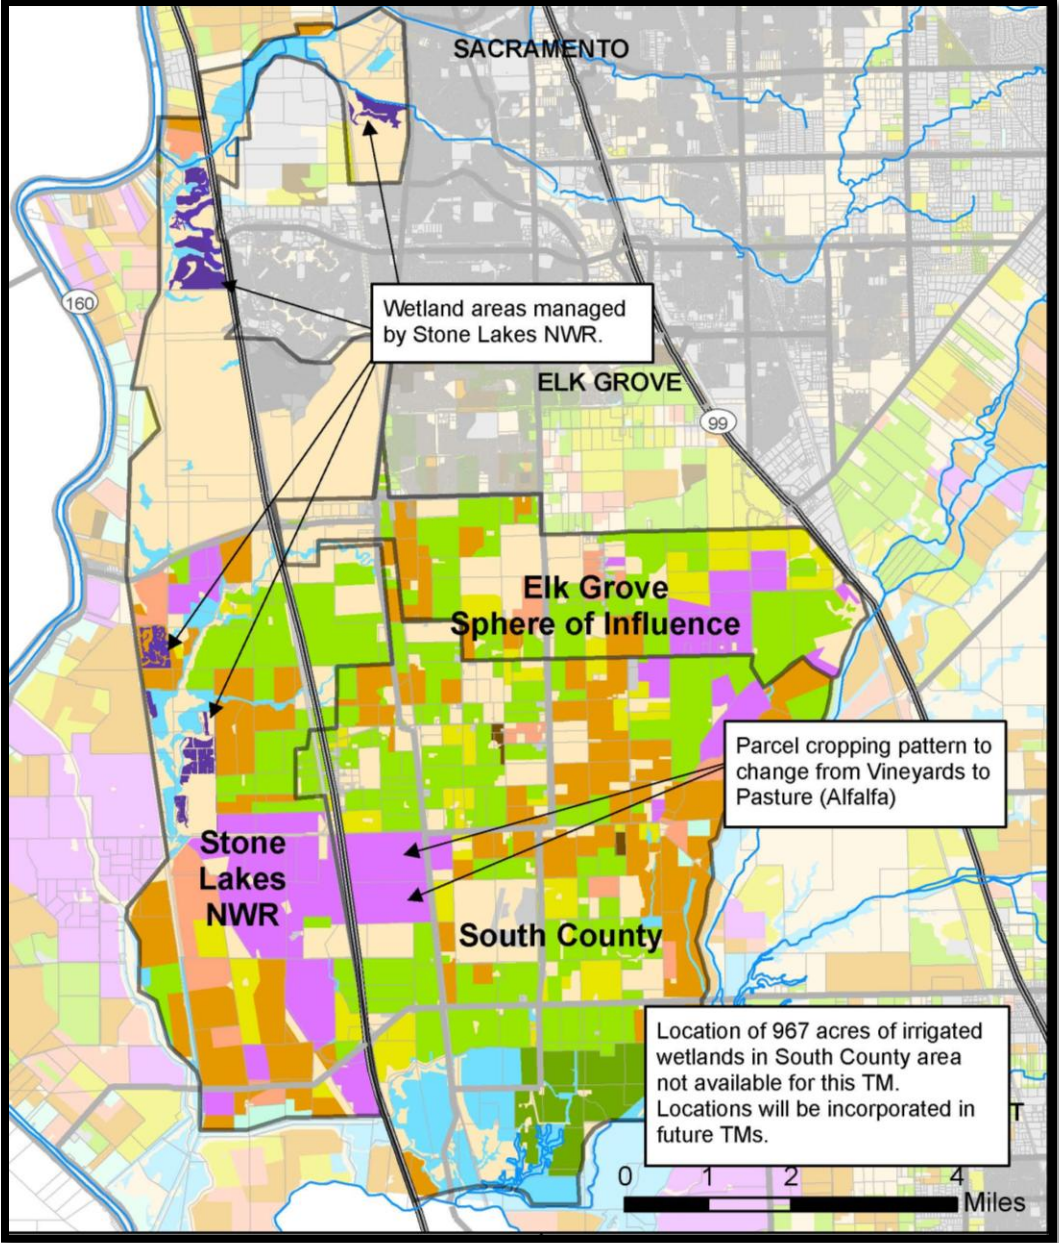 SACRAMENTO
160
Wetland areas managed
by Stone Lakes NWR.
ELK GROVE
99
Elk Grove
Sphere of Influence
Parcel cropping pattern to
change from Vineyards to
Pasture (Alfalfa)
Stone
Lakes
NWR
South County
Location of 967 acres of irrigated
wetlands in South County area
not available for this TM.
Locations will be incorporated in
future TMs.
T
0 1 2 4
Miles